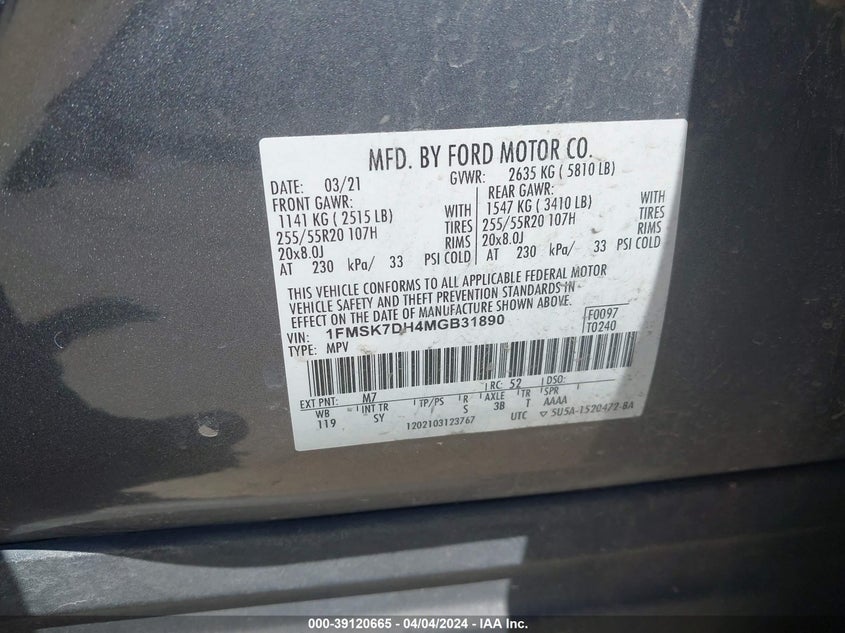 MFD. BY FORD MOTOR CO.
DATE: 03/21 GVWR: 2635 KG ( 5810 LB)
FRONT GAWR: REAR GAWR:
1141 KG ( 2515 LB) WITH 1547 KG ( 3410 LB) WITH
255/55R20 107H TIRES 255/55R20 107H TIRES
20x8.0J RIMS 20x8.0J RIMS
AT 230 kPa/ 33 PSI COLD AT 230 kPa/ 33 PSI COLD
THIS VEHICLE CONFORMS TO ALL APPLICABLE FEDERAL MOTOR
VEHICLE SAFETY AND THEFT PREVENTION STANDARDS IN
EFFECT ON THE DATE OF MANUFACTURE SHOWN ABOVE.
VIN: 1FMSK7DH4MGB31890 F0097
TYPE: MPV T0240
EXT PNT: M7 RC: 52 DSO:
WB INT TR TP/PS R AXLE TR SPR
119 SY S 3B T AAAA
1202103123767 UTC ▽ 5U5A-1520472-BA
000-39120665 - 04/04/2024 - IAA Inc.